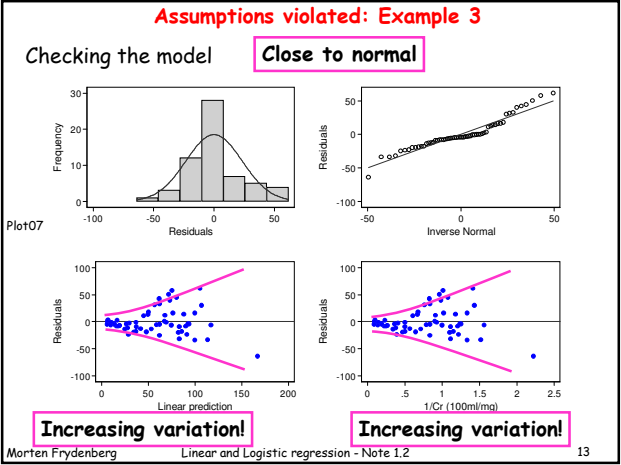 Assumptions violated: Example 3
Checking the model
Close to normal
30
20
10
0
Frequency
-100 -50 0 50
Residuals
50
0
-50
-100
Residuals
-50 0 50
Inverse Normal
Plot07
100
50
0
-50
-100
Residuals
0 50 100 150 200
Linear prediction
100
50
0
-50
-100
Residuals
0 .5 1 1.5 2 2.5
1/Cr (100ml/mg)
Increasing variation!
Increasing variation!
Morten Frydenberg Linear and Logistic regression - Note 1.2 13